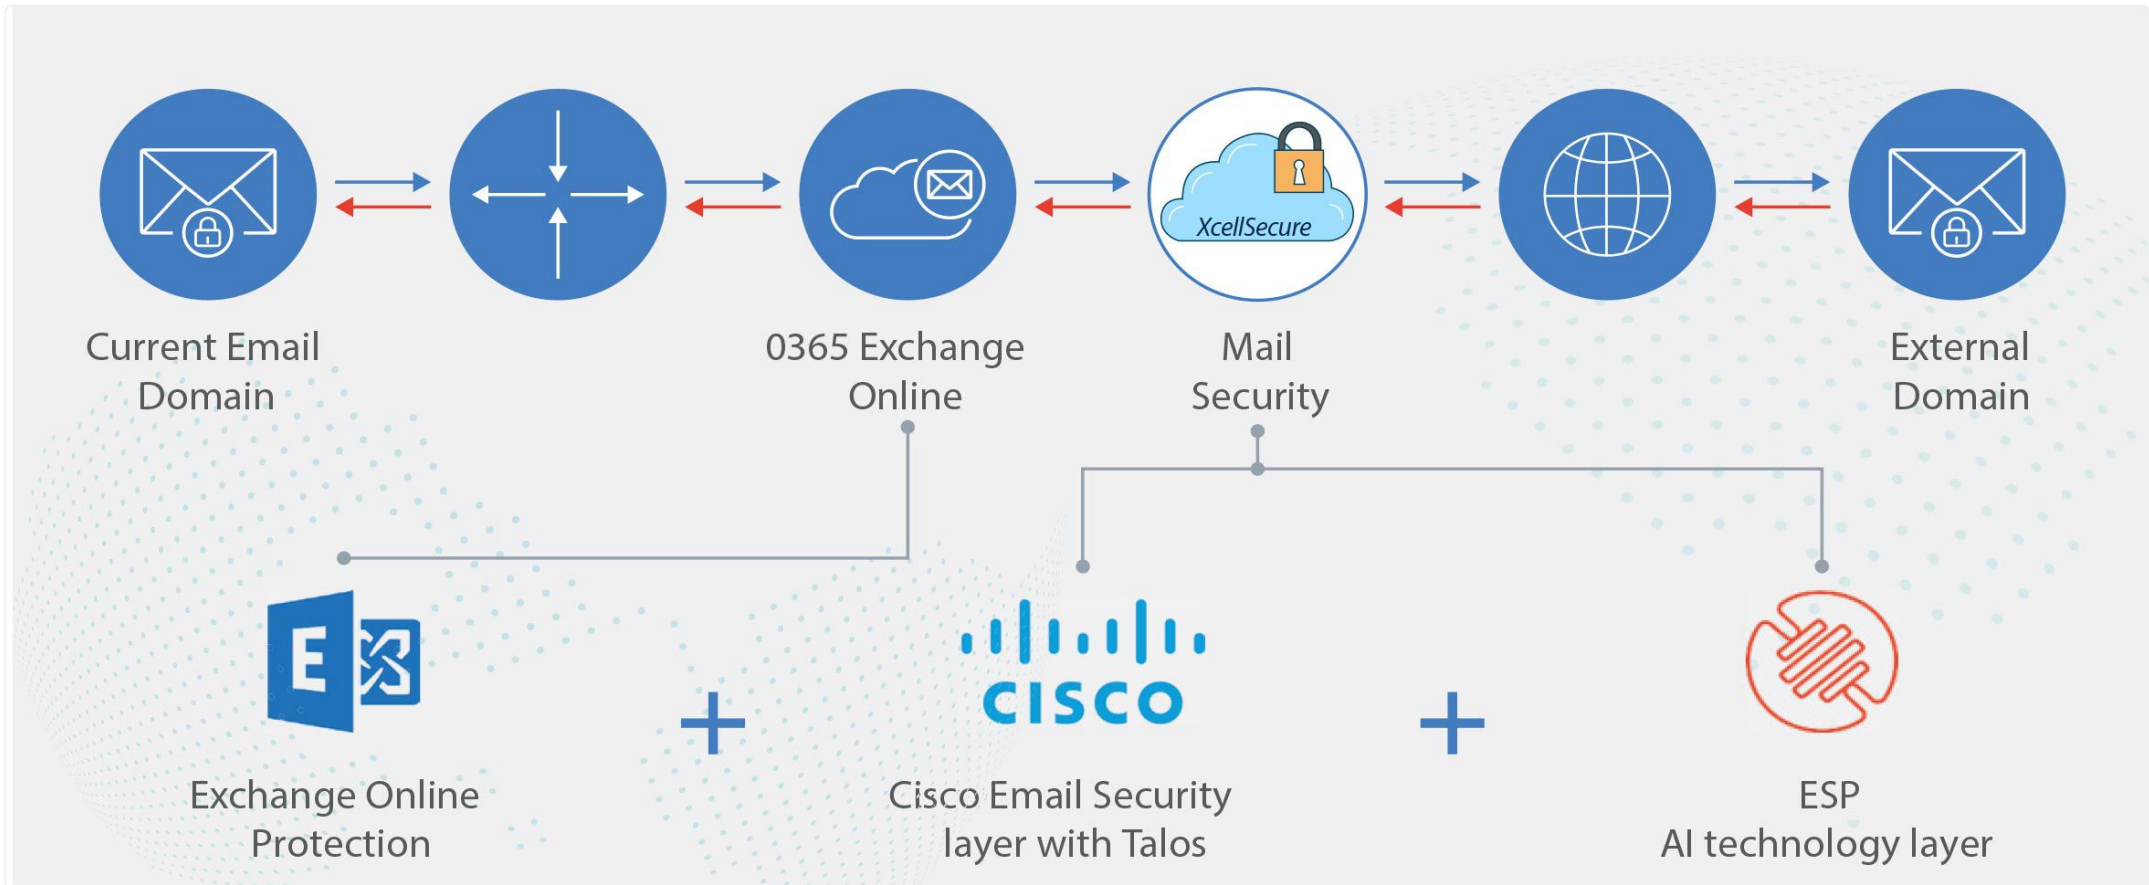 XcellSecure
Current Email
Domain
0365 Exchange
Online
Mail
Security
External
Domain
E
CISCO
Exchange Online
Protection
Cisco Email Security
layer with Talos
ESP
AI technology layer